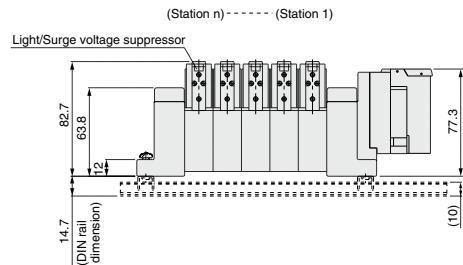 (Station n) ------ (Station 1)
Light/Surge voltage suppressor
82.7
63.8
12
77.3
14.7
(DIN rail
dimension)
(10)